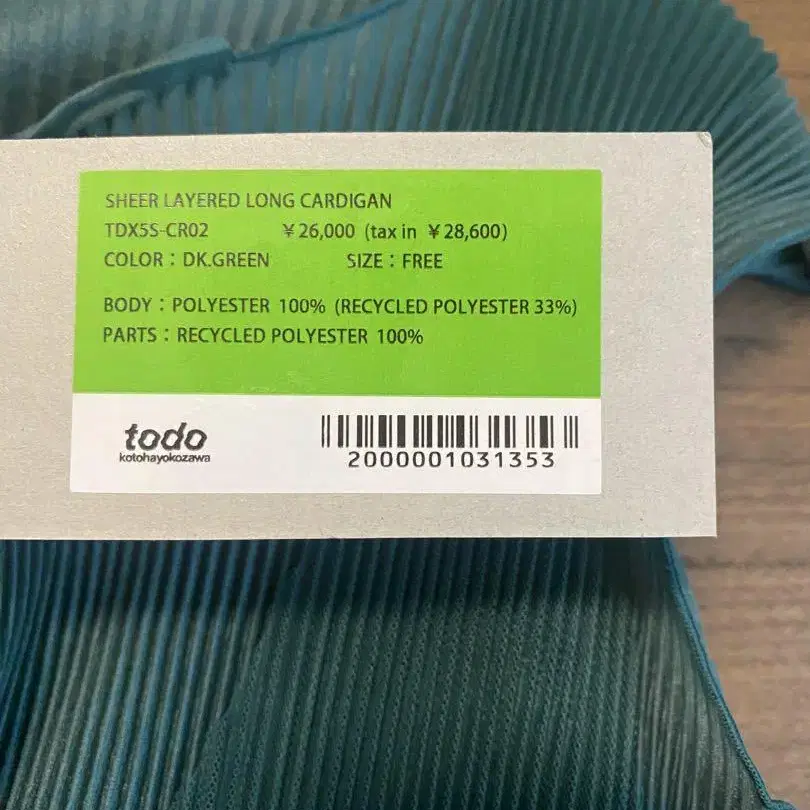 SHEER LAYERED LONG CARDIGAN
TDX5S-CR02 ￥26,000 (tax in ￥28,600)
COLOR：DK.GREEN SIZE：FREE
BODY：POLYESTER 100% (RECYCLED POLYESTER 33%)
PARTS：RECYCLED POLYESTER 100%
todo
kotohayokozawa
2000001031353